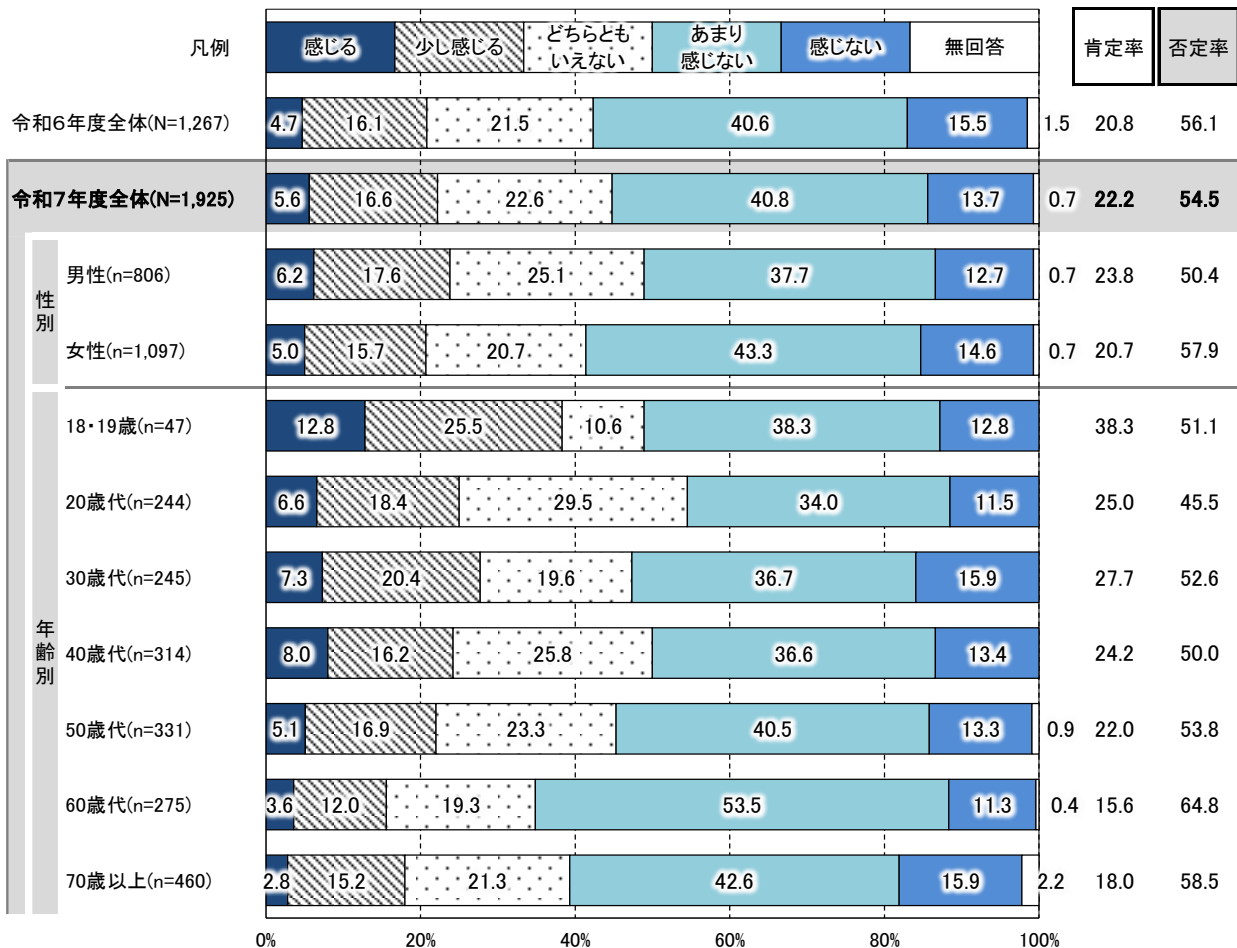 凡例 感じる 少し感じる どちらとも あまり 感じない 無回答 肯定率 否定率
いえない 感じない
令和6年度全体(N=1,267) 4.7 16.1 21.5 40.6 15.5 1.5 20.8 56.1
令和7年度全体(N=1,925) 5.6 16.6 22.6 40.8 13.7 0.7 22.2 54.5
性別
男性(n=806) 6.2 17.6 25.1 37.7 12.7 0.7 23.8 50.4
女性(n=1,097) 5.0 15.7 20.7 43.3 14.6 0.7 20.7 57.9
年齢別
18・19歳(n=47) 12.8 25.5 10.6 38.3 12.8 38.3 51.1
20歳代(n=244) 6.6 18.4 29.5 34.0 11.5 25.0 45.5
30歳代(n=245) 7.3 20.4 19.6 36.7 15.9 27.7 52.6
40歳代(n=314) 8.0 16.2 25.8 36.6 13.4 24.2 50.0
50歳代(n=331) 5.1 16.9 23.3 40.5 13.3 0.9 22.0 53.8
60歳代(n=275) 3.6 12.0 19.3 53.5 11.3 0.4 15.6 64.8
70歳以上(n=460) 2.8 15.2 21.3 42.6 15.9 2.2 18.0 58.5
0% 20% 40% 60% 80% 100%